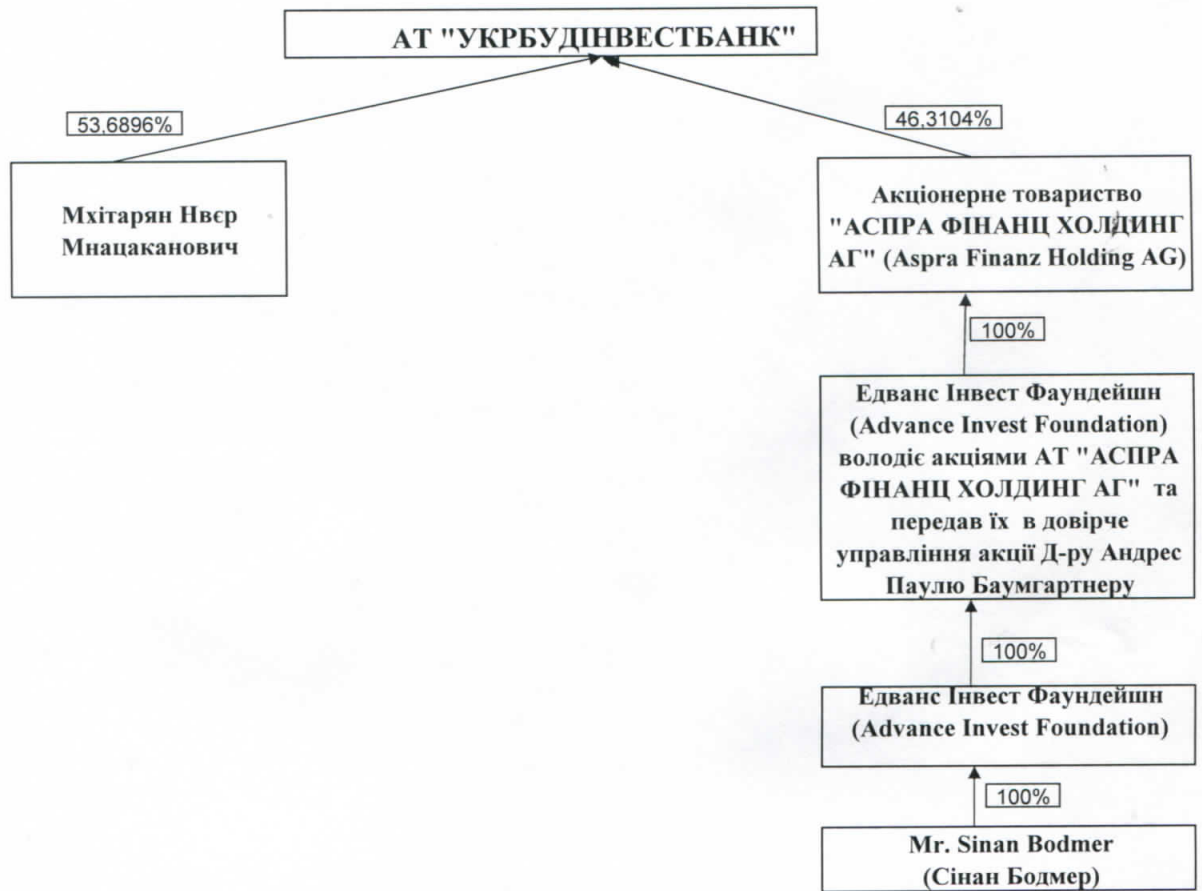 АТ "УКРБУДІНВЕСТБАНК"
53,6896%
46,3104%
Мхітарян Нвєр
Мнацаканович
Акціонерне товариство
"АСПРА ФІНАНЦ ХОЛДИНГ
АГ" (Aspra Finanz Holding AG)
100%
Едванс Інвест Фаундейшн
(Advance Invest Foundation)
володіє акціями АТ "АСПРА
ФІНАНЦ ХОЛДИНГ АГ" та
передав їх в довірче
управління акції Д-ру Андрес
Паулю Баумгартнеру
100%
Едванс Інвест Фаундейшн
(Advance Invest Foundation)
100%
Mr. Sinan Bodmer
(Сінан Бодмер)